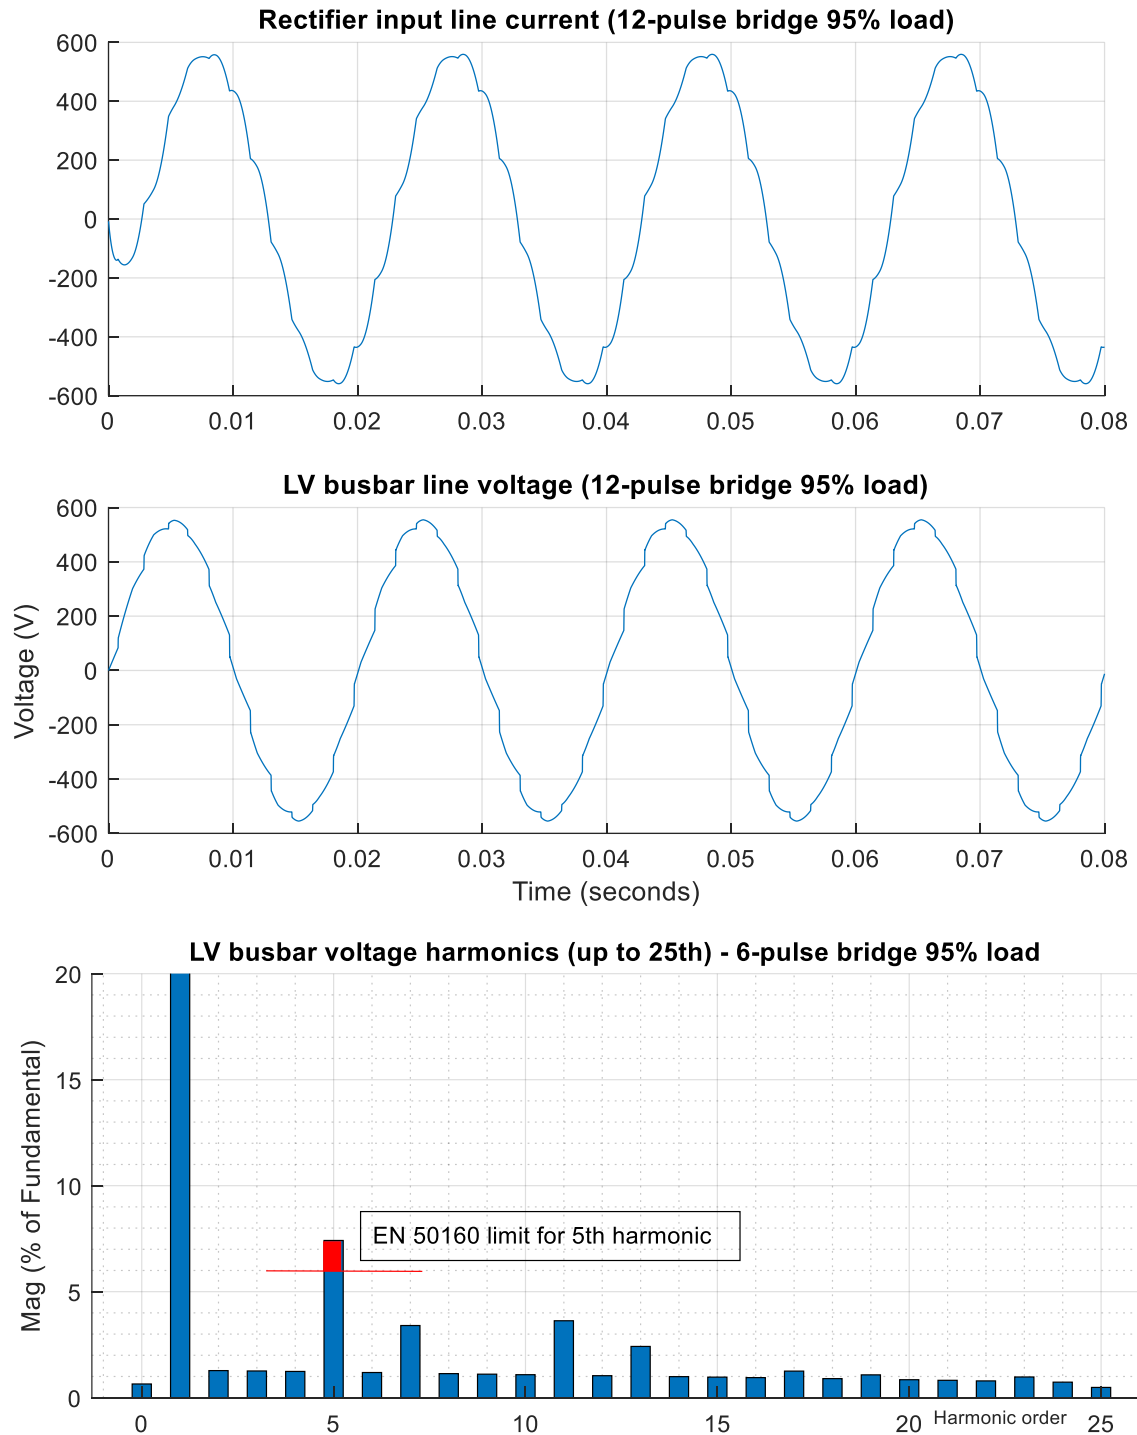 Rectifier input line current (12-pulse bridge 95% load)
600
400
200
0
-200
-400
-600
0 0.01 0.02 0.03 0.04 0.05 0.06 0.07 0.08
LV busbar line voltage (12-pulse bridge 95% load)
Voltage (V)
600
400
200
0
-200
-400
-600
0 0.01 0.02 0.03 0.04 0.05 0.06 0.07 0.08
Time (seconds)
LV busbar voltage harmonics (up to 25th) - 6-pulse bridge 95% load
Mag (% of Fundamental)
20
15
10
5
0
EN 50160 limit for 5th harmonic
0 5 10 15 20 Harmonic order 25